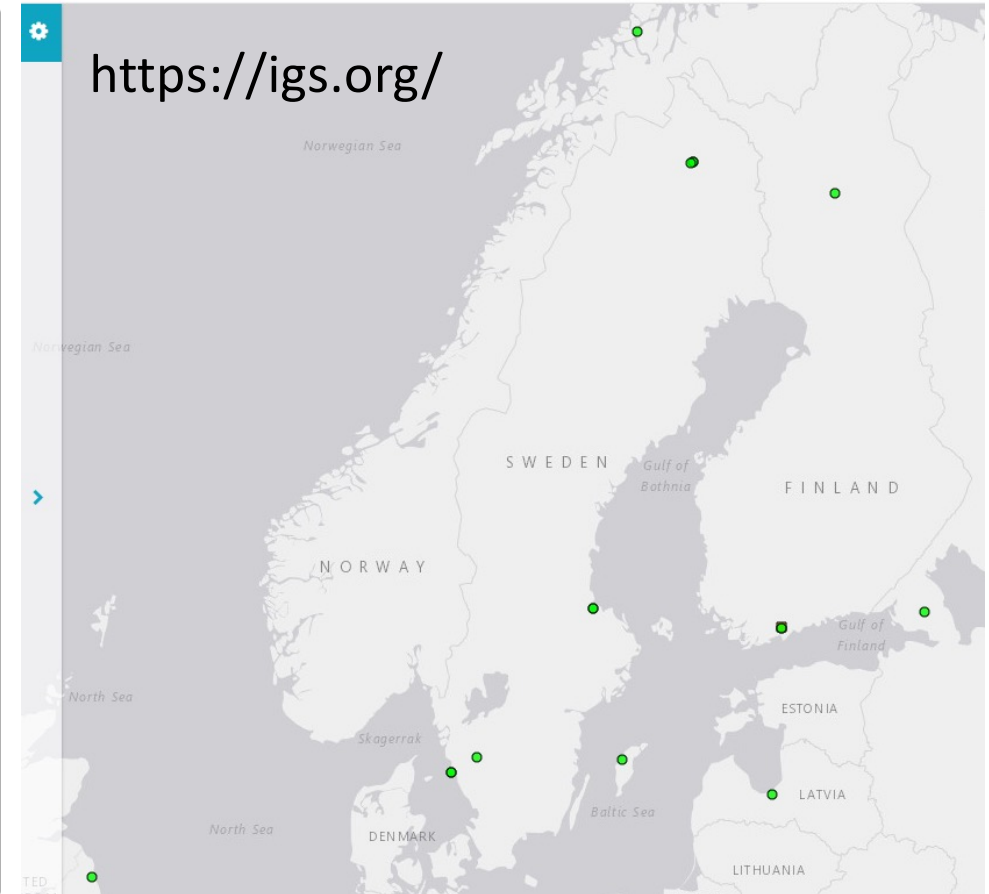 https://igs.org/
Norwegian Sea
Norwegian Sea
SWEDEN
Gulf of
Bothnia
FINLAND
NORWAY
Gulf of
Finland
North Sea
ESTONIA
Skagerrak
LATVIA
Baltic Sea
North Sea
DENMARK
LITHUANIA
TED